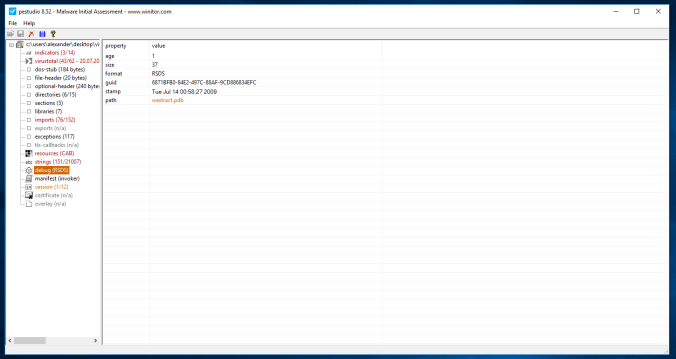 pestudio 8.52 - Malware Initial Assessment - www.winitor.com
File Help
c:\users\alexander\desktop\vi
indicators (3/14)
virustotal (43/62 - 20.07.20
dos-stub (184 bytes)
file-header (20 bytes)
optional-header (240 byte
directories (6/15)
sections (5)
libraries (7)
imports (76/152)
exports (n/a)
exceptions (117)
tls-callbacks (n/a)
resources (CAB)
strings (151/21007)
debug (RSDS)
manifest (invoker)
version (1/12)
certificate (n/a)
overlay (n/a)
property value
age 1
size 37
format RSDS
guid 6871BFB0-84E2-497C-88AF-9CD886834EFC
stamp Tue Jul 14 00:58:27 2009
path wextract.pdb